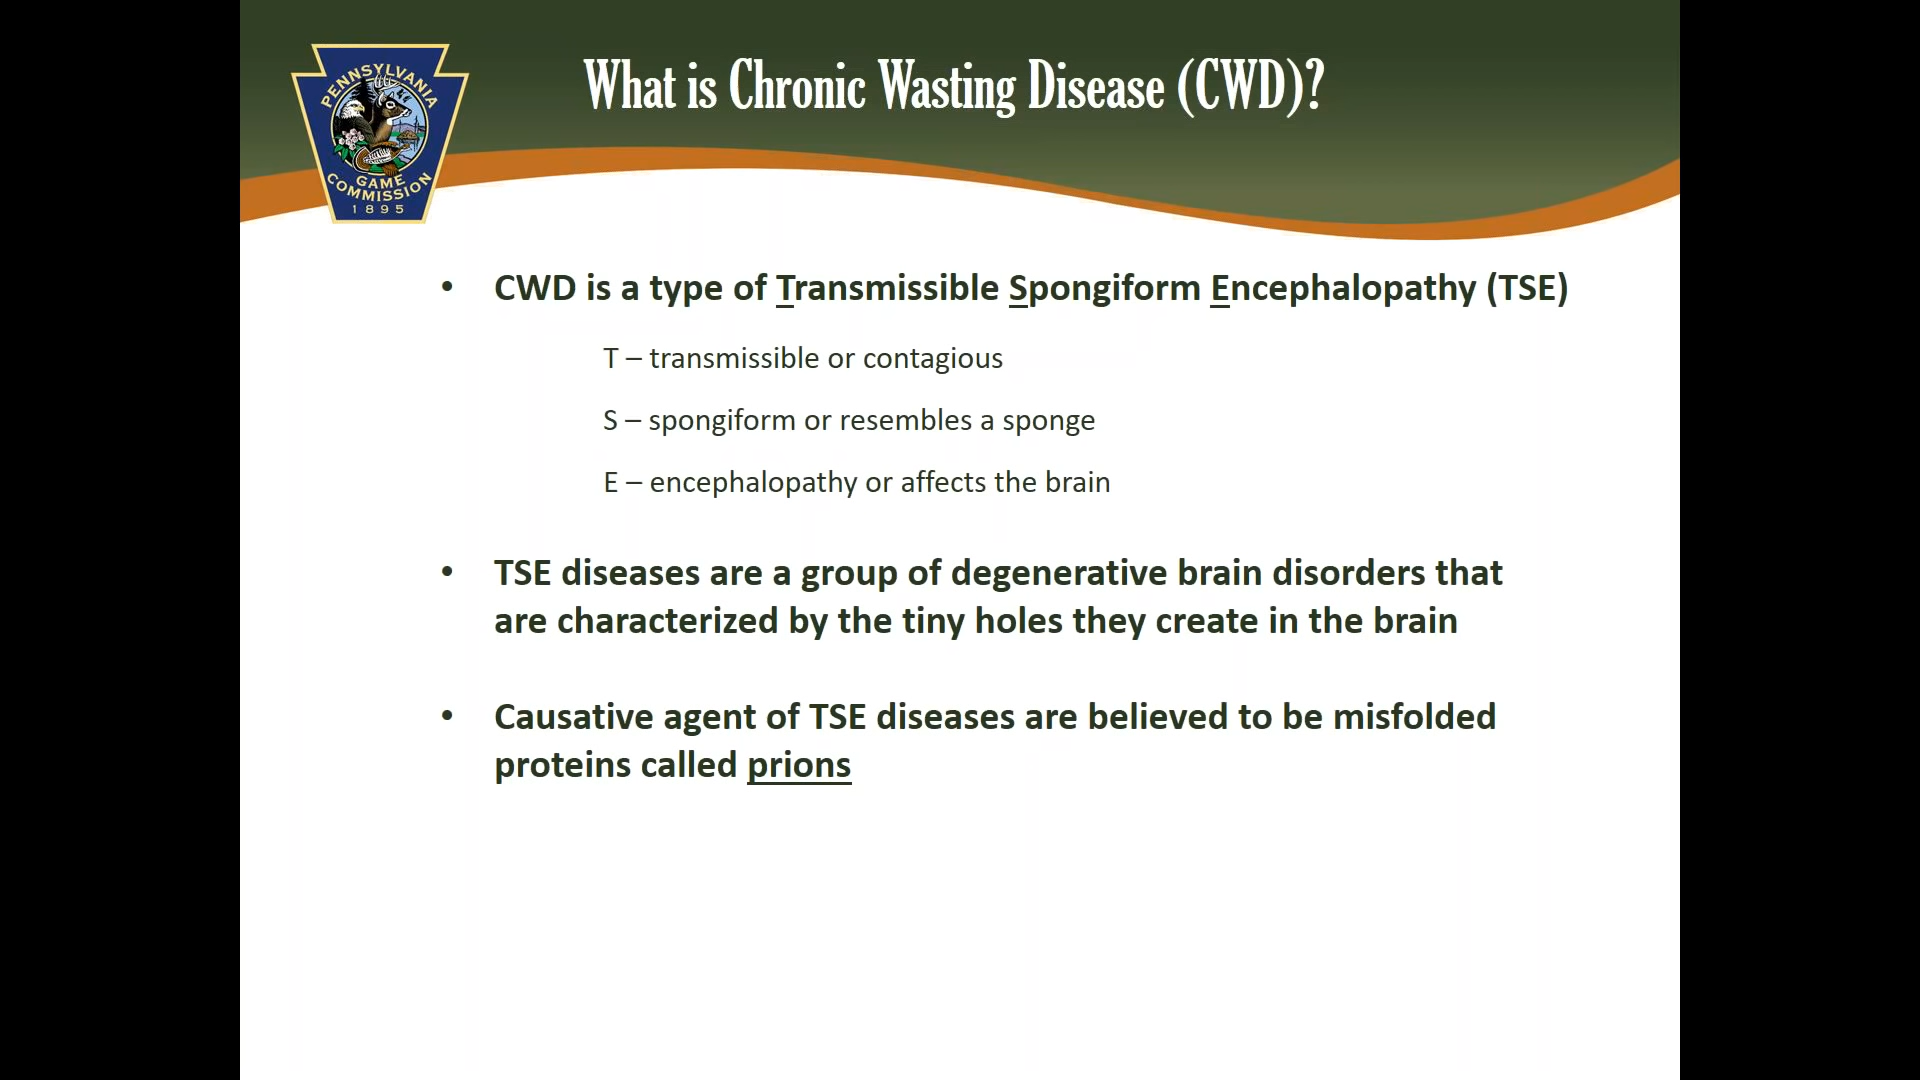 PENNSYLVANIA
GAME
COMMISSION
1895
What is Chronic Wasting Disease (CWD)?
• CWD is a type of Transmissible Spongiform Encephalopathy (TSE)
T – transmissible or contagious
S – spongiform or resembles a sponge
E – encephalopathy or affects the brain
• TSE diseases are a group of degenerative brain disorders that
are characterized by the tiny holes they create in the brain
• Causative agent of TSE diseases are believed to be misfolded
proteins called prions